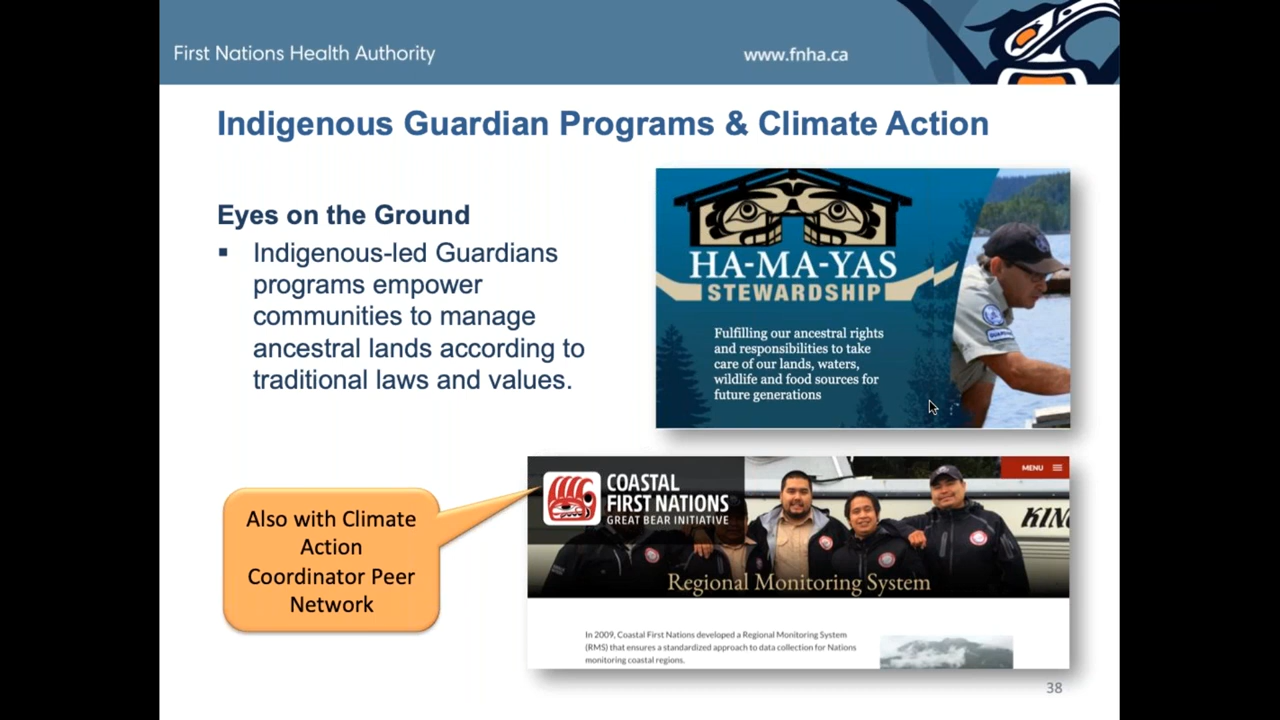 First Nations Health Authority
www.fnha.ca
Indigenous Guardian Programs & Climate Action
Eyes on the Ground
▪ Indigenous-led Guardians
programs empower
communities to manage
ancestral lands according to
traditional laws and values.
HA-MA-YAS
STEWARDSHIP
Fulfilling our ancestral rights
and responsibilities to take
care of our lands, waters,
wildlife and food sources for
future generations
Also with Climate
Action
Coordinator Peer
Network
MENU
COASTAL
FIRST NATIONS
GREAT BEAR INITIATIVE
Regional Monitoring System
In 2009, Coastal First Nations developed a Regional Monitoring System
(RMS) that ensures a standardized approach to data collection for Nations
monitoring coastal regions.
38